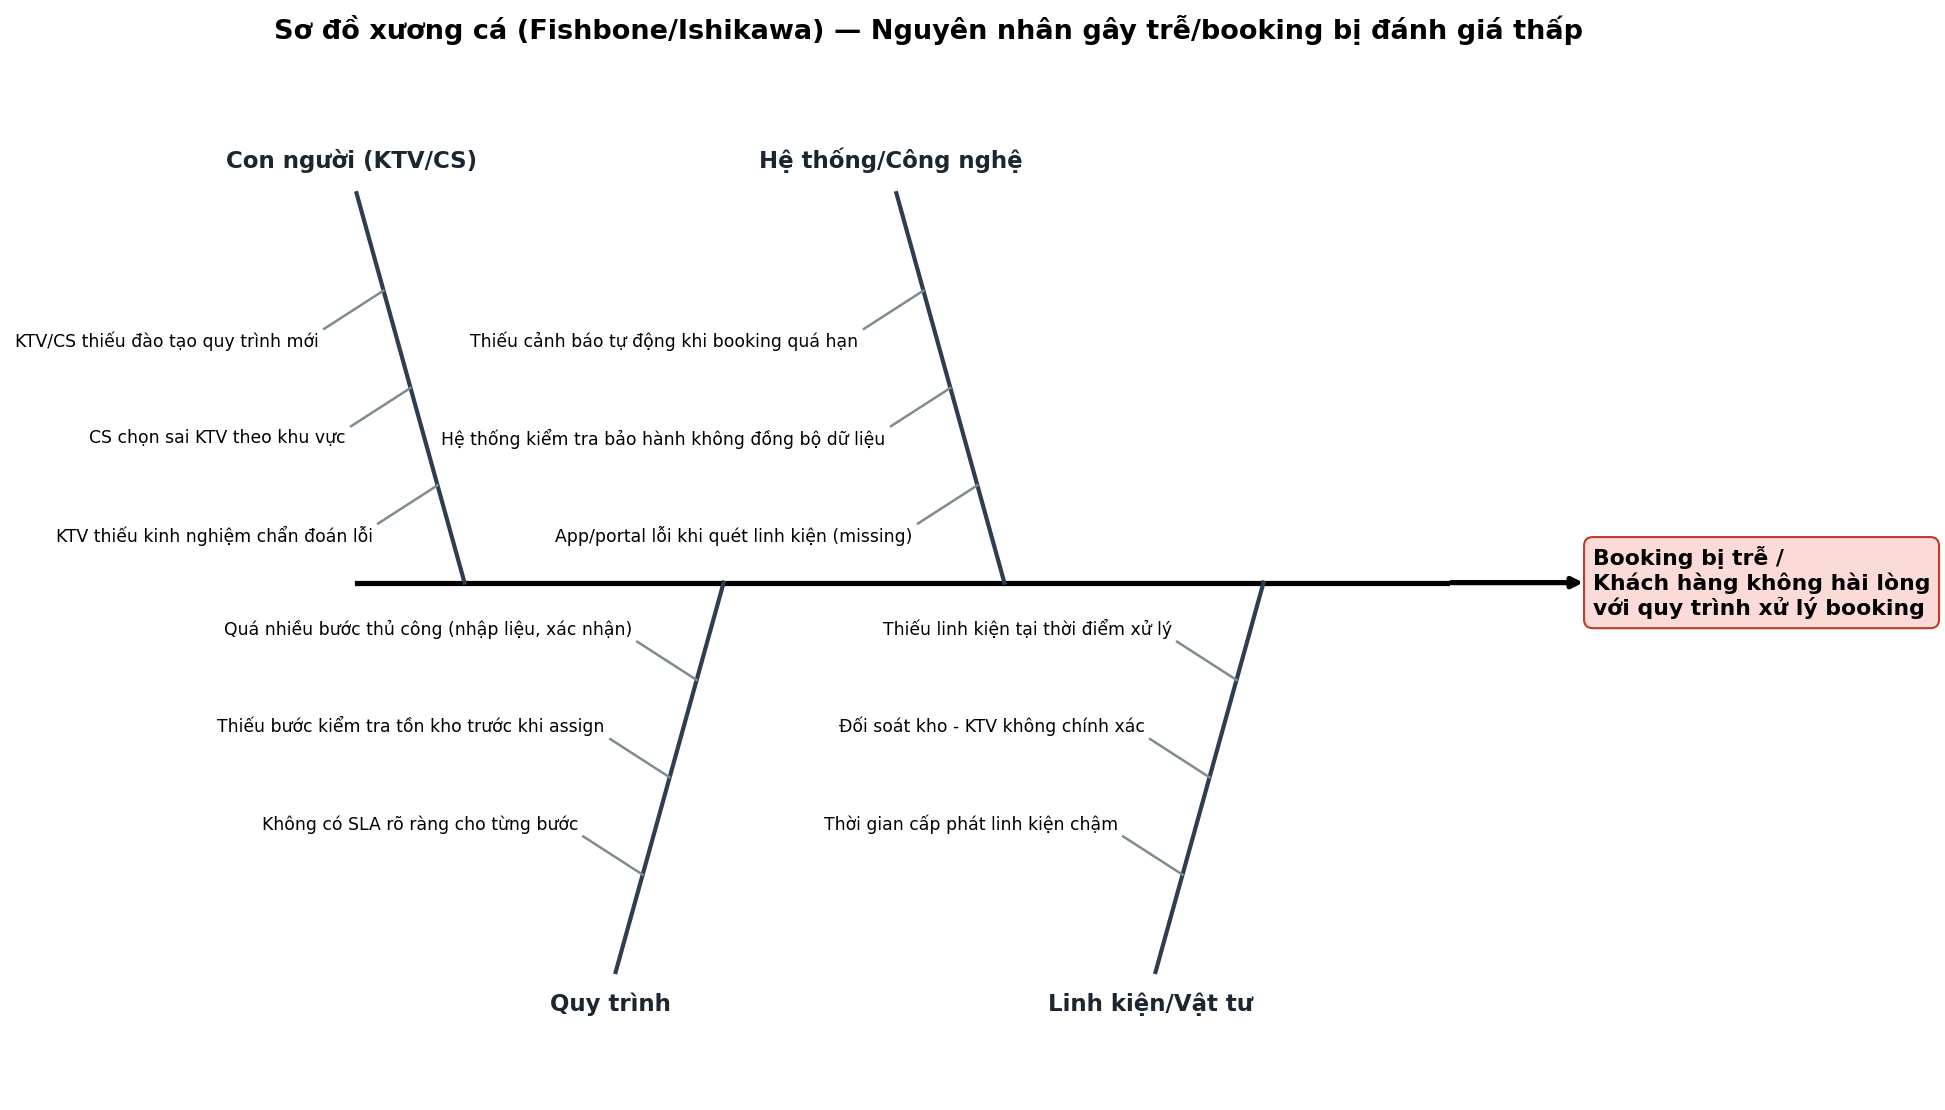 Sơ đồ xương cá (Fishbone/Ishikawa) — Nguyên nhân gây trễ/booking bị đánh giá thấp
Con người (KTV/CS)
Hệ thống/Công nghệ
KTV/CS thiếu đào tạo quy trình mới
Thiếu cảnh báo tự động khi booking quá hạn
CS chọn sai KTV theo khu vực
Hệ thống kiểm tra bảo hành không đồng bộ dữ liệu
KTV thiếu kinh nghiệm chẩn đoán lỗi
App/portal lỗi khi quét linh kiện (missing)
Booking bị trễ /
Khách hàng không hài lòng
với quy trình xử lý booking
Quá nhiều bước thủ công (nhập liệu, xác nhận)
Thiếu linh kiện tại thời điểm xử lý
Thiếu bước kiểm tra tồn kho trước khi assign
Đối soát kho - KTV không chính xác
Không có SLA rõ ràng cho từng bước
Thời gian cấp phát linh kiện chậm
Quy trình
Linh kiện/Vật tư